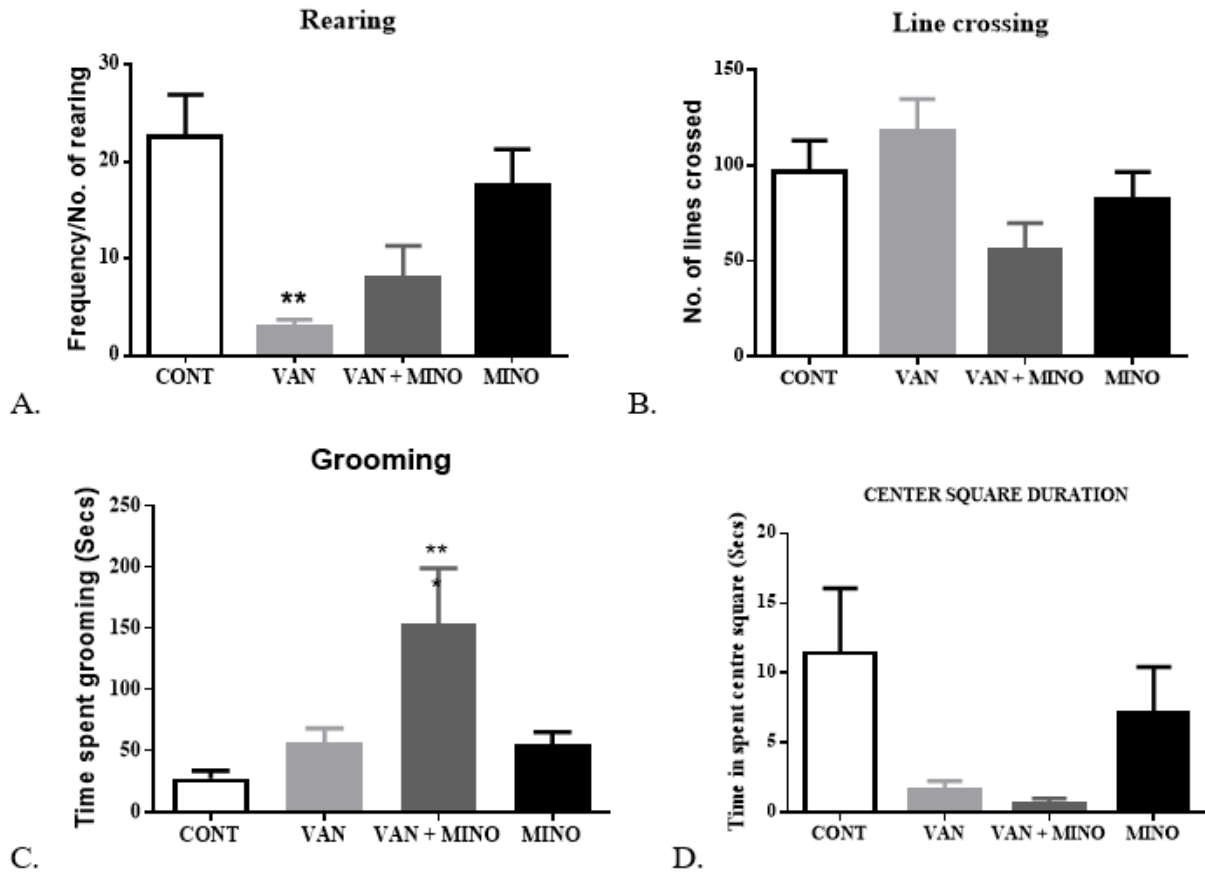 Rearing
Frequency/No. of rearing
30
20
10
0
**
CONT
VAN
VAN + MINO
MINO
A.
Line crossing
No. of lines crossed
150
100
50
0
CONT
VAN
VAN + MINO
MINO
B.
Grooming
Time spent grooming (Secs)
250
200
150
100
50
0
**
*
CONT
VAN
VAN + MINO
MINO
C.
CENTER SQUARE DURATION
Time in spent centre square (Secs)
20
15
10
5
0
CONT
VAN
VAN + MINO
MINO
D.